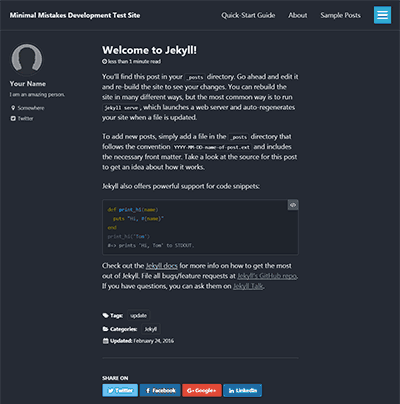 Minimal Mistakes Development Test Site
Quick-Start Guide
About
Sample Posts
Your Name
I am an amazing person.
Somewhere
Twitter
Welcome to Jekyll!
less than 1 minute read
You'll find this post in your _posts directory. Go ahead and edit it
and re-build the site to see your changes. You can rebuild the
site in many different ways, but the most common way is to run
jekyll serve, which launches a web server and auto-regenerates
your site when a file is updated.
To add new posts, simply add a file in the _posts directory that
follows the convention YYYY-MM-DD-name-of-post.ext and includes
the necessary front matter. Take a look at the source for this post
to get an idea about how it works.
Jekyll also offers powerful support for code snippets:
</>
def print_hi(name)
puts "Hi, #{name}"
end
print_hi('Tom')
#=> prints 'Hi, Tom' to STDOUT.
Check out the Jekyll docs for more info on how to get the most
out of Jekyll. File all bugs/feature requests at Jekyll's GitHub repo.
If you have questions, you can ask them on Jekyll Talk.
Tags: update
Categories: Jekyll
Updated: February 24, 2016
SHARE ON
Twitter
Facebook
Google+
LinkedIn